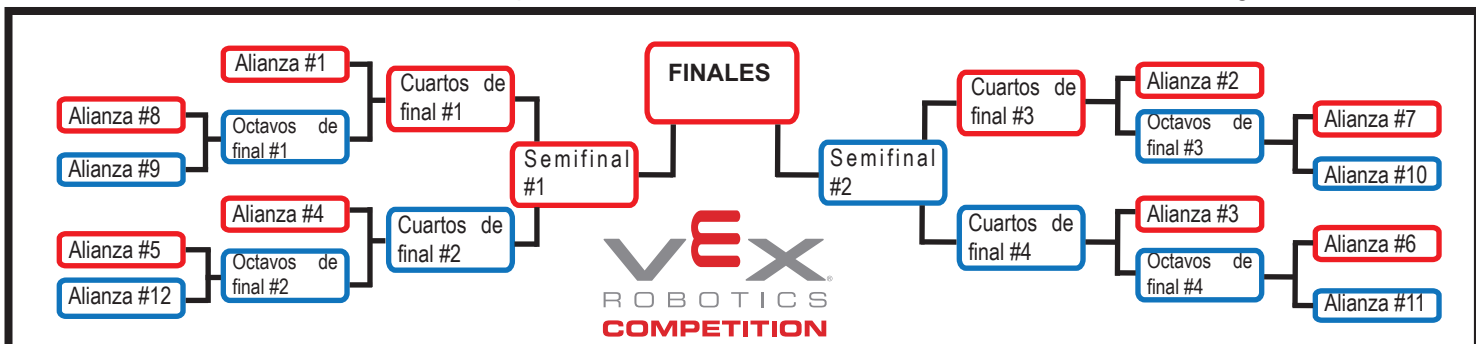 Alianza #1
Alianza #8
Alianza #9
Octavos de
final #1
Cuartos de
final #1
Alianza #4
Alianza #5
Alianza #12
Octavos de
final #2
Cuartos de
final #2
Semifinal
#1
FINALES
Semifinal
#2
Cuartos de
final #3
Alianza #2
Octavos de
final #3
Alianza #7
Alianza #10
Cuartos de
final #4
Alianza #3
Octavos de
final #4
Alianza #6
Alianza #11
VEX
ROBOTICS
COMPETITION